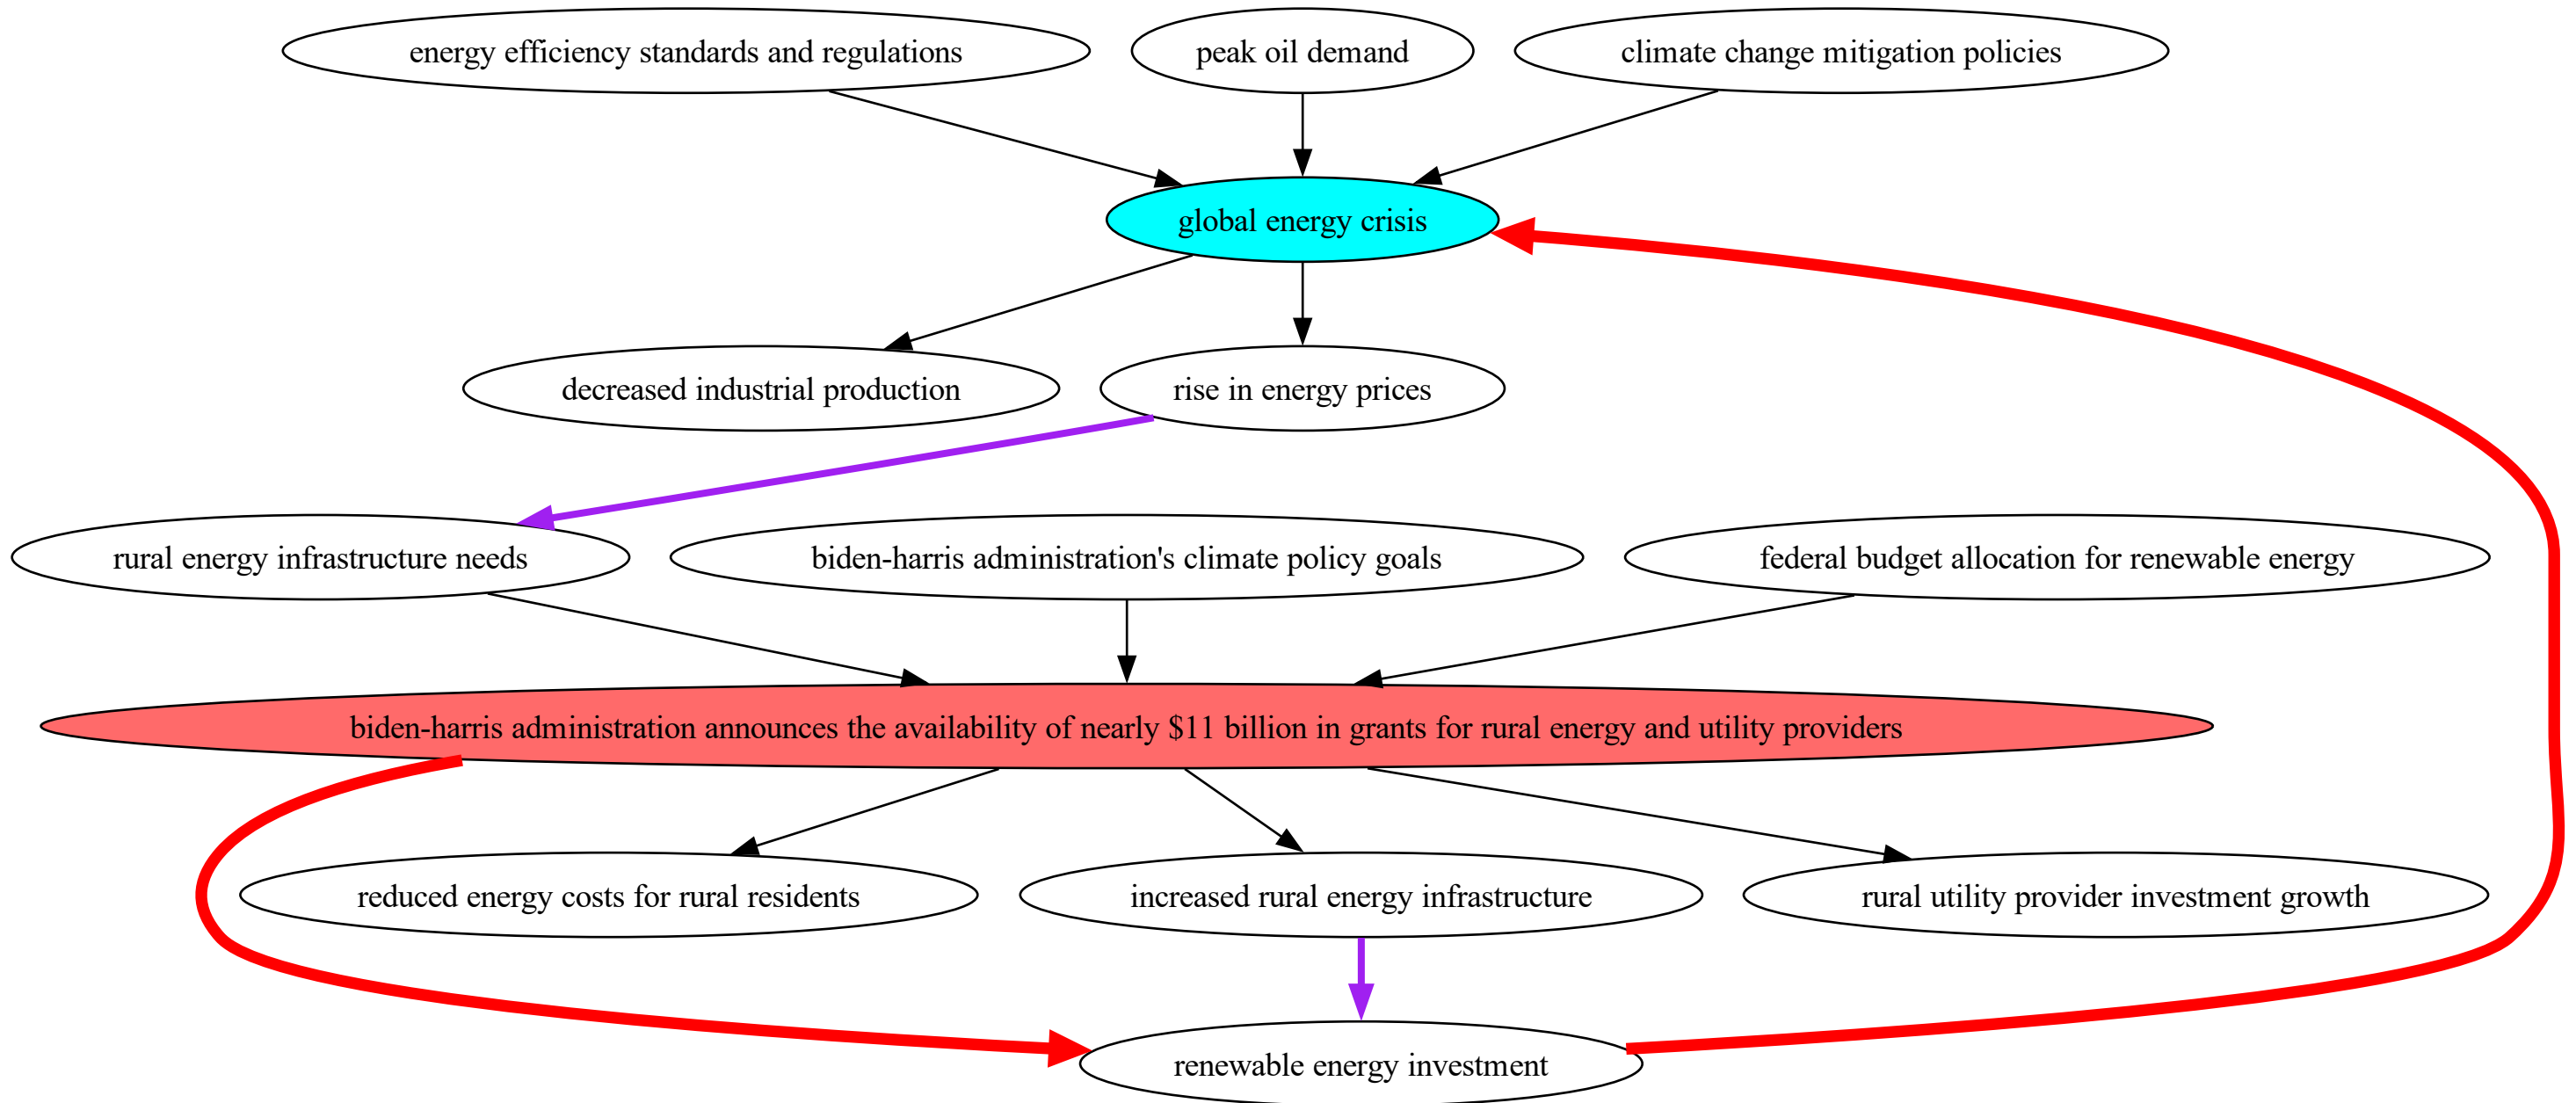 energy efficiency standards and regulations
peak oil demand
climate change mitigation policies
global energy crisis
decreased industrial production
rise in energy prices
rural energy infrastructure needs
biden-harris administration's climate policy goals
federal budget allocation for renewable energy
biden-harris administration announces the availability of nearly $11 billion in grants for rural energy and utility providers
reduced energy costs for rural residents
increased rural energy infrastructure
rural utility provider investment growth
renewable energy investment